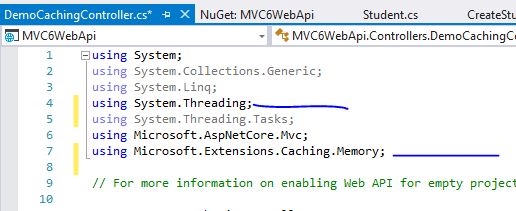 DemoCachingController.cs* NuGet: MVC6WebApi Student.cs CreateStu
MVC6WebApi MVC6WebApi.Controllers.DemoCachingCo
1 using System;
2 using System.Collections.Generic;
3 using System.Linq;
4 using System.Threading;
5 using System.Threading.Tasks;
6 using Microsoft.AspNetCore.Mvc;
7 using Microsoft.Extensions.Caching.Memory;
8
9 // For more information on enabling Web API for empty project
10